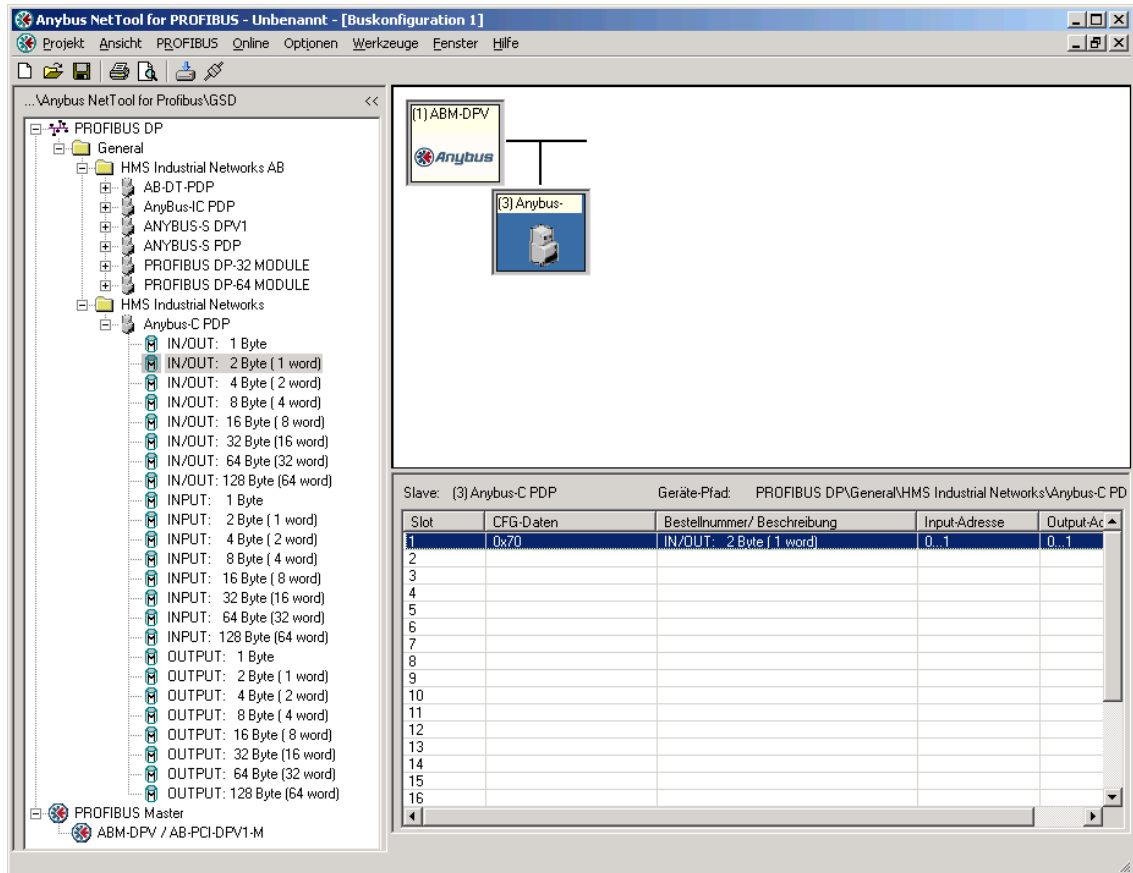 Anybus NetTool for PROFIBUS - Unbenannt - [Buskonfiguration 1]
Projekt Ansicht PROFIBUS Online Optionen Werkzeuge Fenster Hilfe
...\Anybus NetTool for Profibus\GSD <<
PROFIBUS DP
General
HMS Industrial Networks AB
AB-DT-PDP
AnyBus-IC PDP
ANYBUS-S DPV1
ANYBUS-S PDP
PROFIBUS DP-32 MODULE
PROFIBUS DP-64 MODULE
HMS Industrial Networks
Anybus-C PDP
IN/OUT: 1 Byte
IN/OUT: 2 Byte ( 1 word)
IN/OUT: 4 Byte ( 2 word)
IN/OUT: 8 Byte ( 4 word)
IN/OUT: 16 Byte ( 8 word)
IN/OUT: 32 Byte (16 word)
IN/OUT: 64 Byte (32 word)
IN/OUT: 128 Byte (64 word)
INPUT: 1 Byte
INPUT: 2 Byte ( 1 word)
INPUT: 4 Byte ( 2 word)
INPUT: 8 Byte ( 4 word)
INPUT: 16 Byte ( 8 word)
INPUT: 32 Byte (16 word)
INPUT: 64 Byte (32 word)
INPUT: 128 Byte (64 word)
OUTPUT: 1 Byte
OUTPUT: 2 Byte ( 1 word)
OUTPUT: 4 Byte ( 2 word)
OUTPUT: 8 Byte ( 4 word)
OUTPUT: 16 Byte ( 8 word)
OUTPUT: 32 Byte (16 word)
OUTPUT: 64 Byte (32 word)
OUTPUT: 128 Byte (64 word)
PROFIBUS Master
ABM-DPV / AB-PCI-DPV1-M
(1) ABM-DPV
Anybus
(3) Anybus-
Slave: (3) Anybus-C PDP Geräte-Pfad: PROFIBUS DP\General\HMS Industrial Networks\Anybus-C PD
Slot CFG-Daten Bestellnummer/ Beschreibung Input-Adresse Output-Ad
1 0x70 IN/OUT: 2 Byte ( 1 word) 0...1 0...1
2
3
4
5
6
7
8
9
10
11
12
13
14
15
16